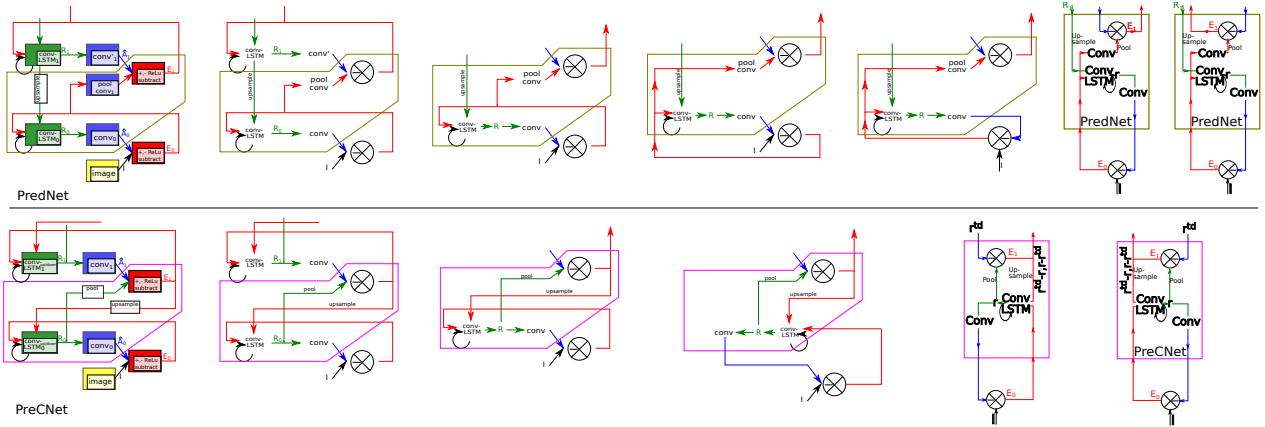 conv-
LSTM₁
R₁
conv'₁
Â₁
+,- ReLu
subtract
E₁
upsample
pool
conv₁
conv-
LSTM₀
R₀
conv₀
Â₀
+,- ReLu
subtract
E₀
image
I
PredNet
conv-
LSTM
R₁
conv'
upsample
pool
conv
conv-
LSTM
R₀
conv
I
upsample
pool
conv
conv-
LSTM
R
conv
I
upsample
pool
conv
conv-
LSTM
R
conv
I
upsample
pool
conv
conv-
LSTM
R
conv
I
E₁
Up-
sample
Pool
Conv
Conv
LSTM
r
Conv
PredNet
E₀
I
E₁
Up-
sample
Pool
Conv
Conv
LSTM
r
Conv
PredNet
E₀
I
conv-
LSTM₁
R₁
conv₁
Â₁
+,- ReLu
subtract
E₁
pool
upsample
conv-
LSTM₀
R₀
conv₀
Â₀
+,- ReLu
subtract
E₀
image
PreCNet
conv-
LSTM
R₁
conv
pool
upsample
conv-
LSTM
R₀
conv
I
pool
upsample
conv-
LSTM
R
conv
I
pool
upsample
conv
R
conv-
LSTM
I
rᵗᵈ
E₁
Up-
sample
Pool
r
Conv
LSTM
Conv
E₀
I
rᵗᵈ
E₁
Up-
sample
Pool
Conv
LSTM
r
Conv
PreCNet
E₀
I